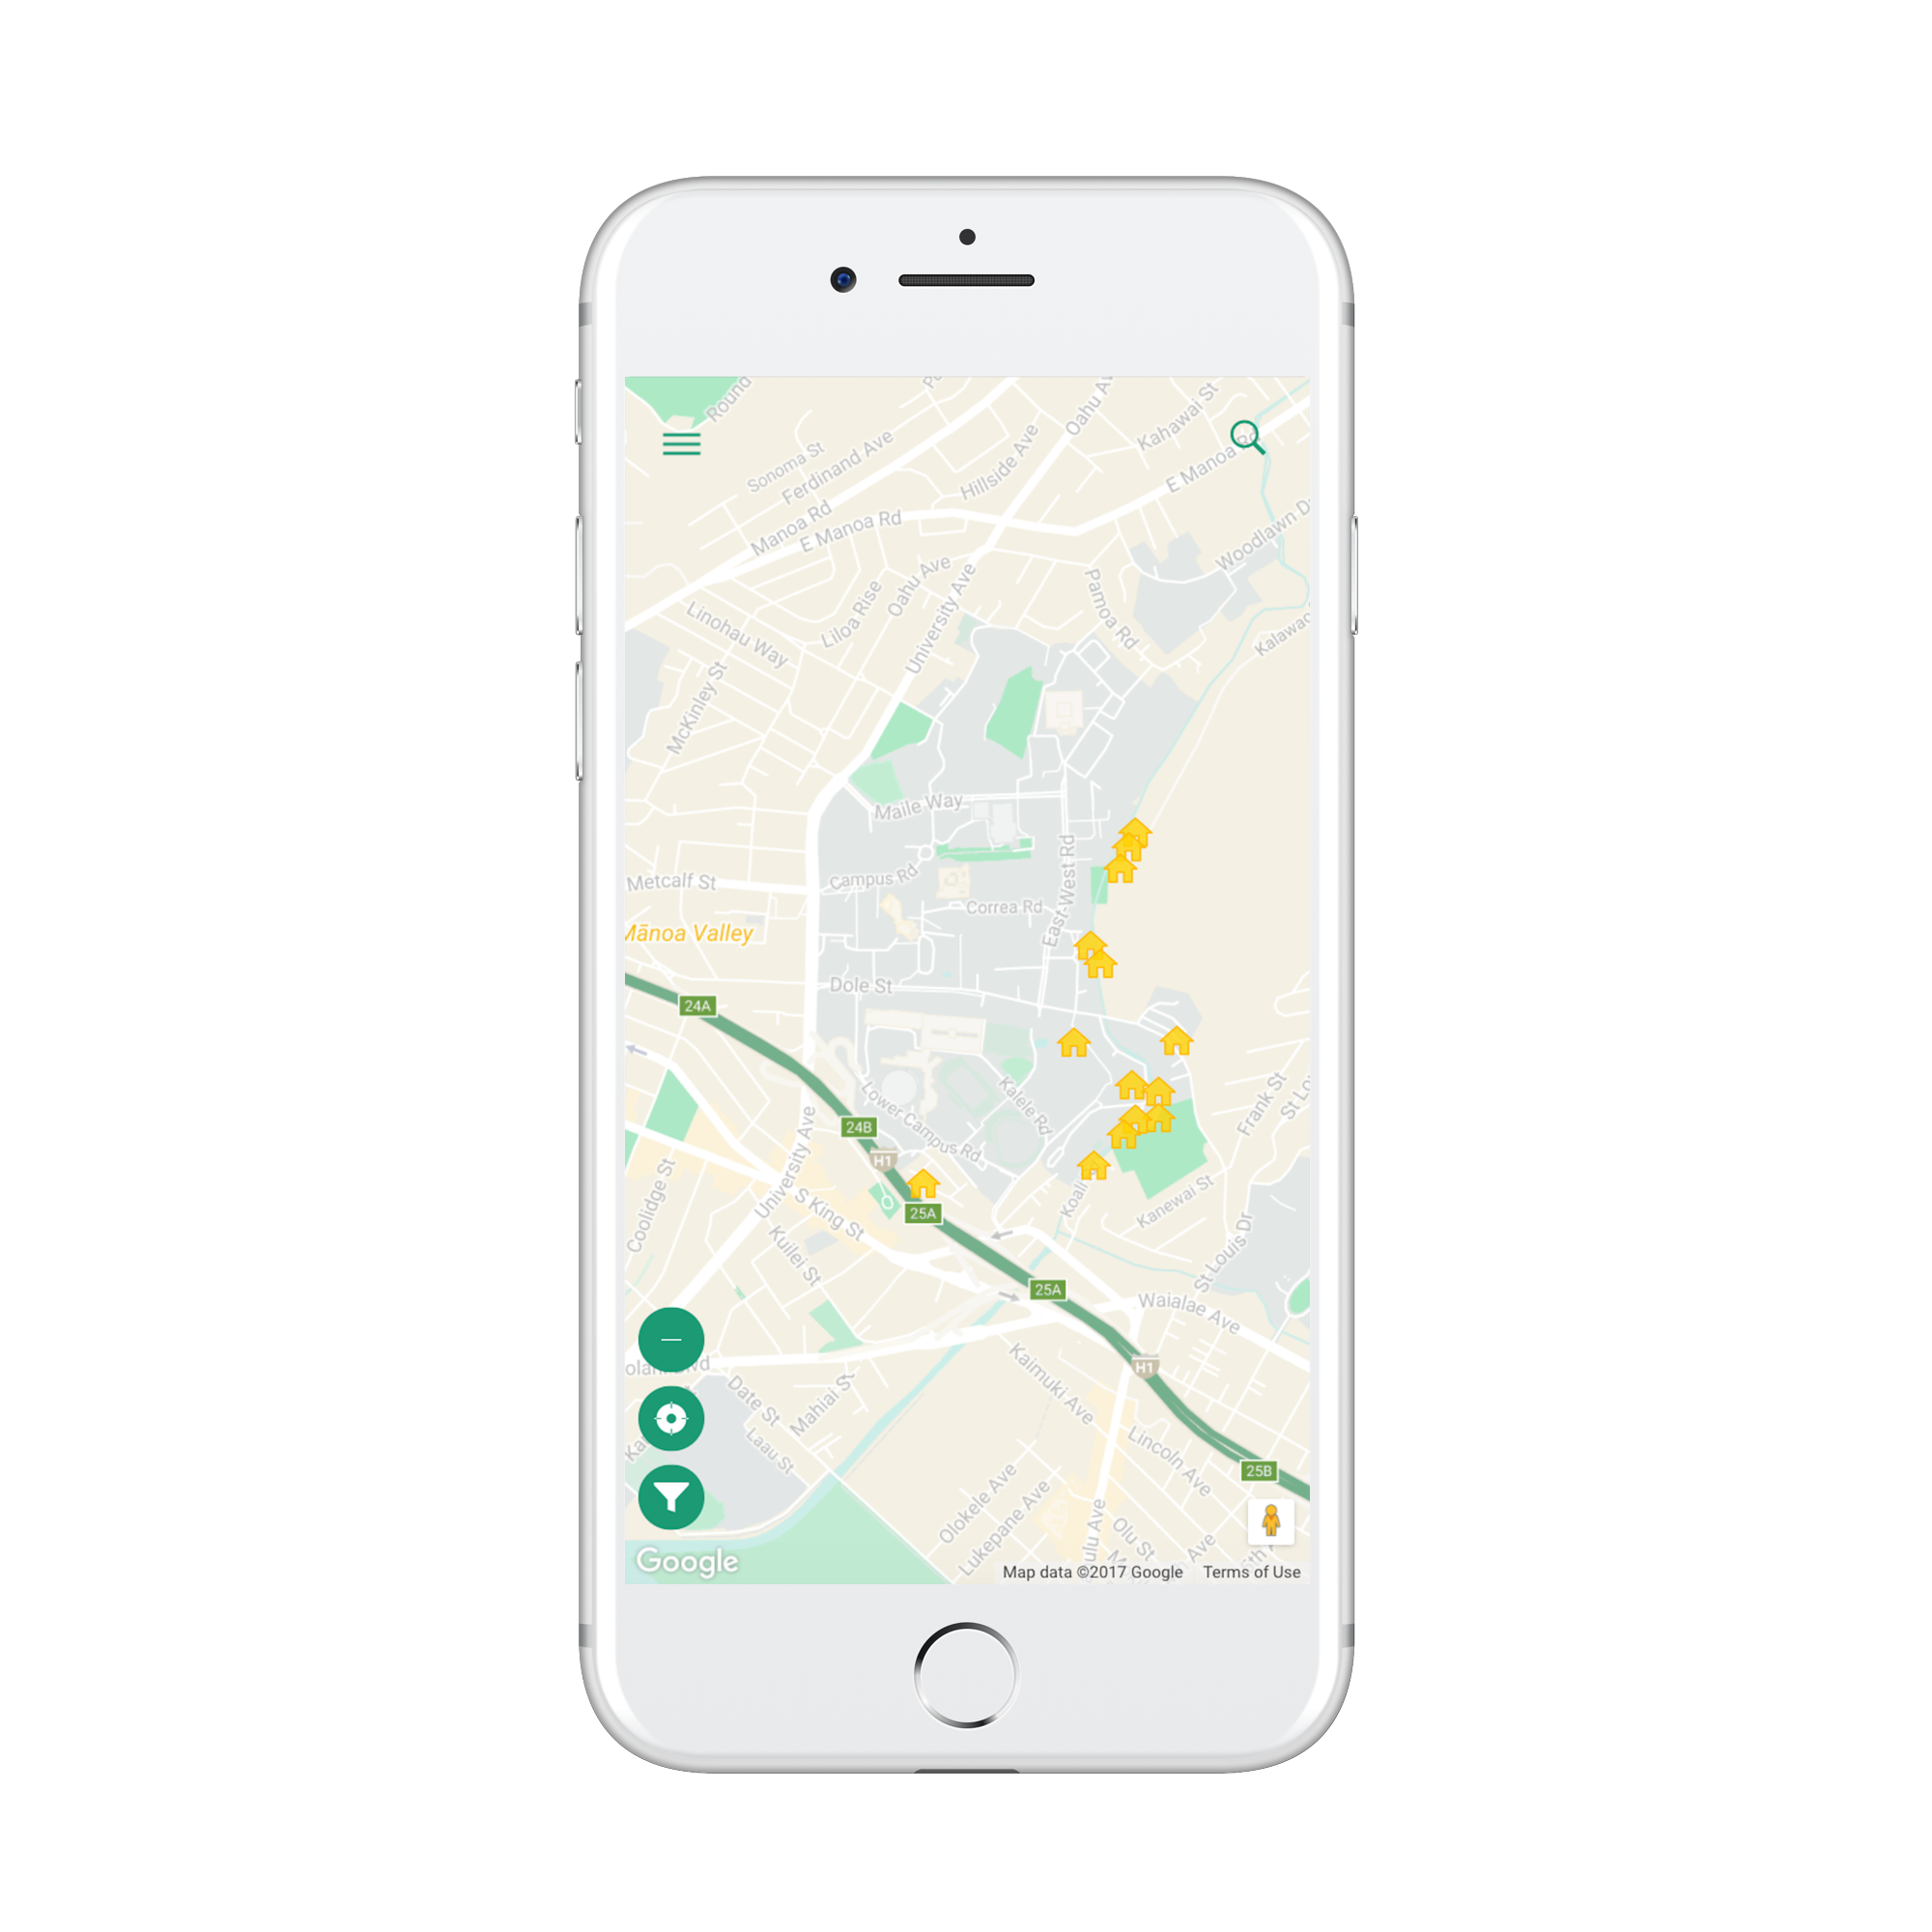 Round
Oahu Av
Kahawai St
Sonoma St
Ferdinand Ave
Hillside Ave
E Manoa Rd
Manoa Rd
E Manoa Rd
Woodlawn D
Oahu Ave
University Ave
Liloa Rise
Pamoa Rd
Linohau Way
Kalawao
McKinley St
Maile Way
East-West Rd
Campus Rd
Metcalf St
Correa Rd
Mānoa Valley
Dole St
24A
Kalele Rd
Frank St
St Lo
Lower Campus Rd
24B
H1
University Ave
25A
Coolidge St
S King St
Koali
Kanewai St
Kuilei St
St Louis Dr
25A
Waialae Ave
H1
Kaimuki Ave
Date St
Mahiai St
Laau St
Lincoln Ave
25B
Olokele Ave
Lukepane Ave
ulu Ave
Olu St
Ave
Google
Map data ©2017 Google
Terms of Use